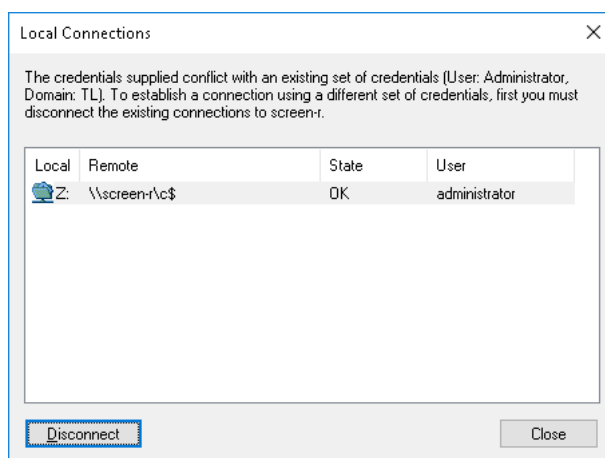 Local Connections
The credentials supplied conflict with an existing set of credentials (User: Administrator,
Domain: TL). To establish a connection using a different set of credentials, first you must
disconnect the existing connections to screen-r.
Local Remote State User
Z: \\screen-r\c$ OK administrator
Disconnect Close